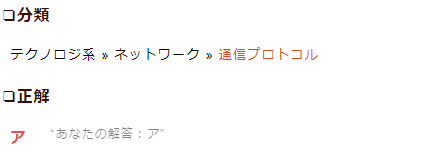 ❏分類
テクノロジ系 » ネットワーク » 通信プロトコル
❏正解
ア “あなたの解答：ア”